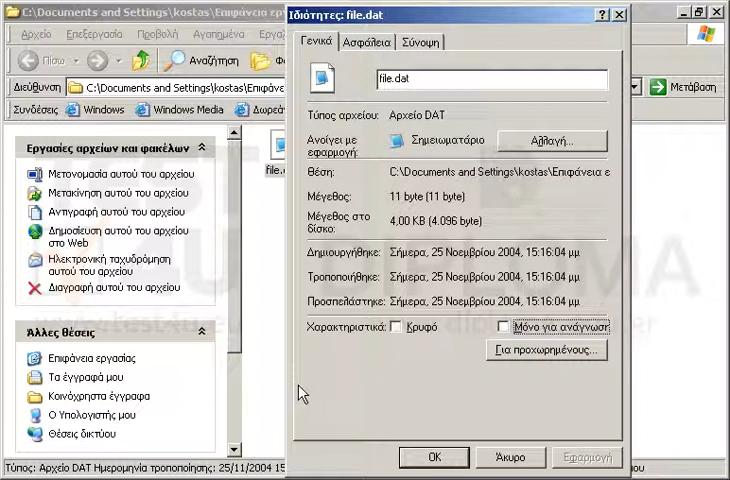 C:\Documents and Settings\kostas\Επιφάνεια ερ
Αρχείο Επεξεργασία Προβολή Αγαπημένα Εργα
Πίσω Αναζήτηση Φ
Διεύθυνση C:\Documents and Settings\kostas\Επιφάνε Μετάβαση
Συνδέσεις Windows Windows Media Δωρεά
Εργασίες αρχείων και φακέλων
Μετονομασία αυτού του αρχείου
Μετακίνηση αυτού του αρχείου
Αντιγραφή αυτού του αρχείου
Δημοσίευση αυτού του αρχείου
στο Web
Ηλεκτρονική ταχυδρόμηση
αυτού του αρχείου
Διαγραφή αυτού του αρχείου
Άλλες θέσεις
Επιφάνεια εργασίας
Τα έγγραφά μου
Κοινόχρηστα έγγραφα
Ο Υπολογιστής μου
Θέσεις δικτύου
file.
Τύπος: Αρχείο DAT Ημερομηνία τροποποίησης: 25/11/2004 15
μου
Ιδιότητες: file.dat
Γενικά Ασφάλεια Σύνοψη
file.dat
Τύπος αρχείου: Αρχείο DAT
Ανοίγει με
εφαρμογή: Σημειωματάριο Αλλαγή...
Θέση: C:\Documents and Settings\kostas\Επιφάνεια ε
Μέγεθος: 11 byte (11 byte)
Μέγεθος στο
δίσκο: 4,00 KB (4.096 byte)
Δημιουργήθηκε: Σήμερα, 25 Νοεμβρίου 2004, 15:16:04 μμ
Τροποποιήθηκε: Σήμερα, 25 Νοεμβρίου 2004, 15:16:04 μμ
Προσπελάστηκε: Σήμερα, 25 Νοεμβρίου 2004, 15:16:04 μμ
Χαρακτηριστικά: Κρυφό Μόνο για ανάγνωση
Για προχωρημένους...
OK Άκυρο Εφαρμογή